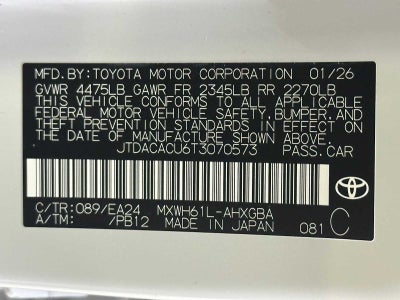 MFD.BY:TOYOTA MOTOR CORPORATION 01/26
GVWR 4475LB GAWR FR 2345LB RR 2270LB
THIS VEHICLE CONFORMS TO ALL APPLICABLE
FEDERAL MOTOR VEHICLE SAFETY,BUMPER,AND
THEFT PREVENTION STANDARDS IN EFFECT ON
THE DATE OF MANUFACTURE SHOWN ABOVE.
JTDACACU6T3070573 PASS.CAR
TOYOTA
C/TR:089/EA24 MXWH61L-AHXGBA
A/TM: /PB12 MADE IN JAPAN 081 C